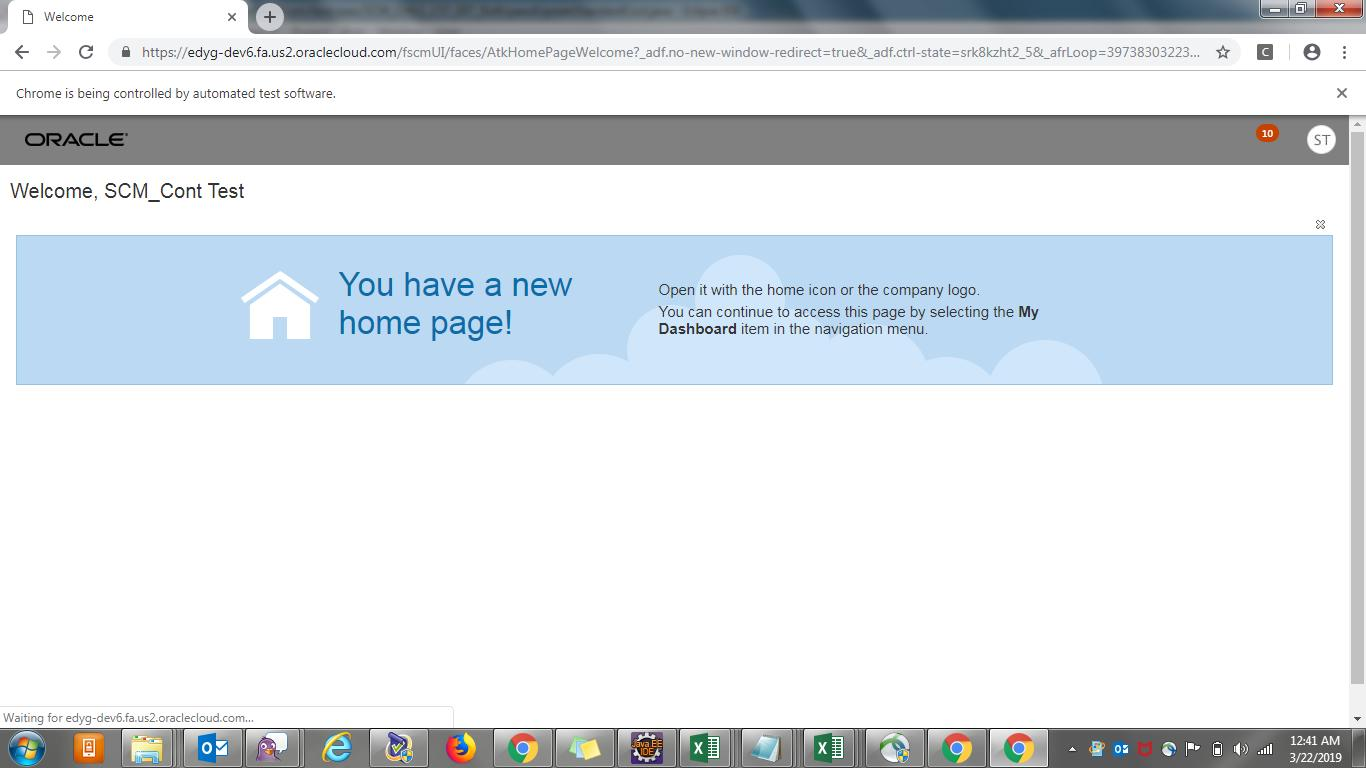 Welcome
https://edyg-dev6.fa.us2.oraclecloud.com/fscmUI/faces/AtkHomePageWelcome?_adf.no-new-window-redirect=true&_adf.ctrl-state=srk8kzht2_5&_afrLoop=39738303223...
C
Chrome is being controlled by automated test software.
ORACLE
10
ST
Welcome, SCM_Cont Test
You have a new
home page!
Open it with the home icon or the company logo.
You can continue to access this page by selecting the My
Dashboard item in the navigation menu.
Waiting for edyg-dev6.fa.us2.oraclecloud.com...
Java EE
IDE
12:41 AM
3/22/2019